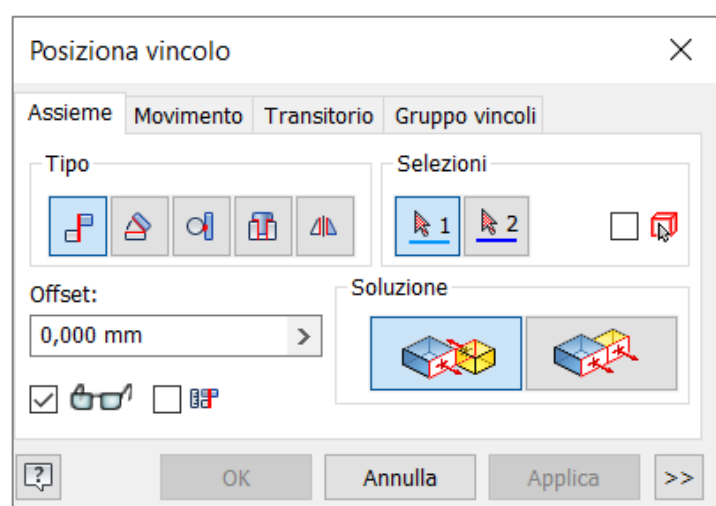 Posiziona vincolo
Assieme Movimento Transitorio Gruppo vincoli
Tipo Selezioni
1 2
Offset: Soluzione
0,000 mm >
? OK Annulla Applica >>